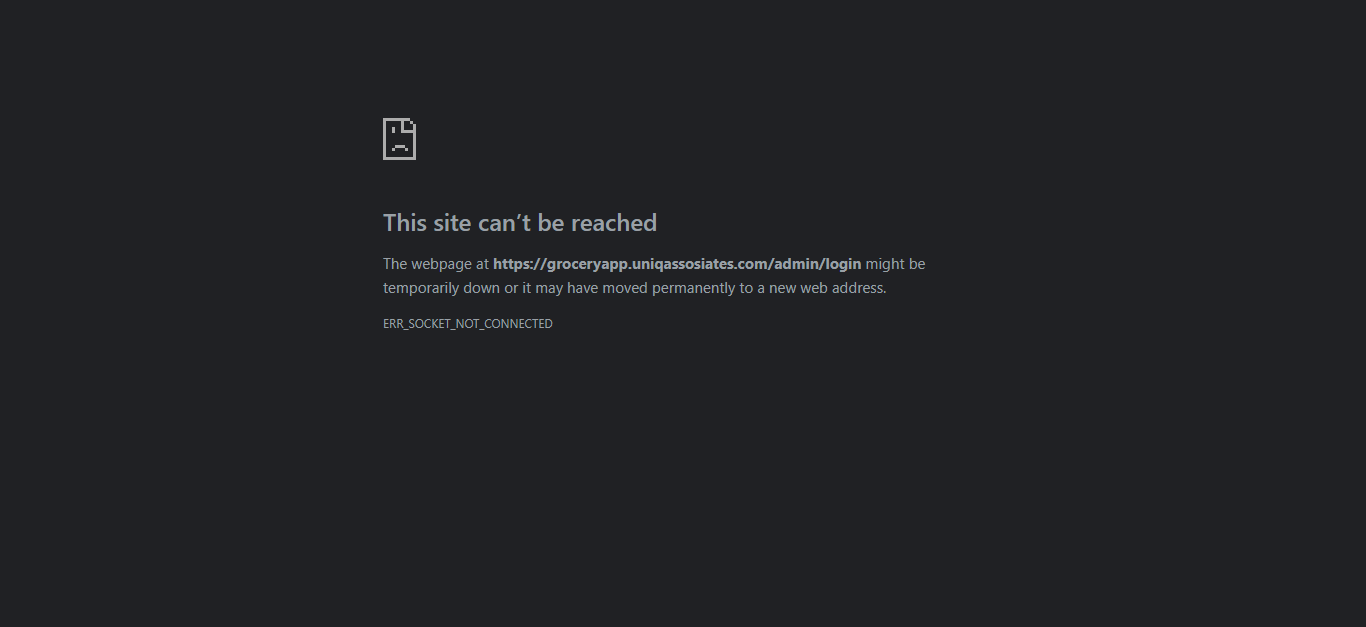 This site can’t be reached
The webpage at https://groceryapp.uniqassosiates.com/admin/login might be
temporarily down or it may have moved permanently to a new web address.
ERR_SOCKET_NOT_CONNECTED